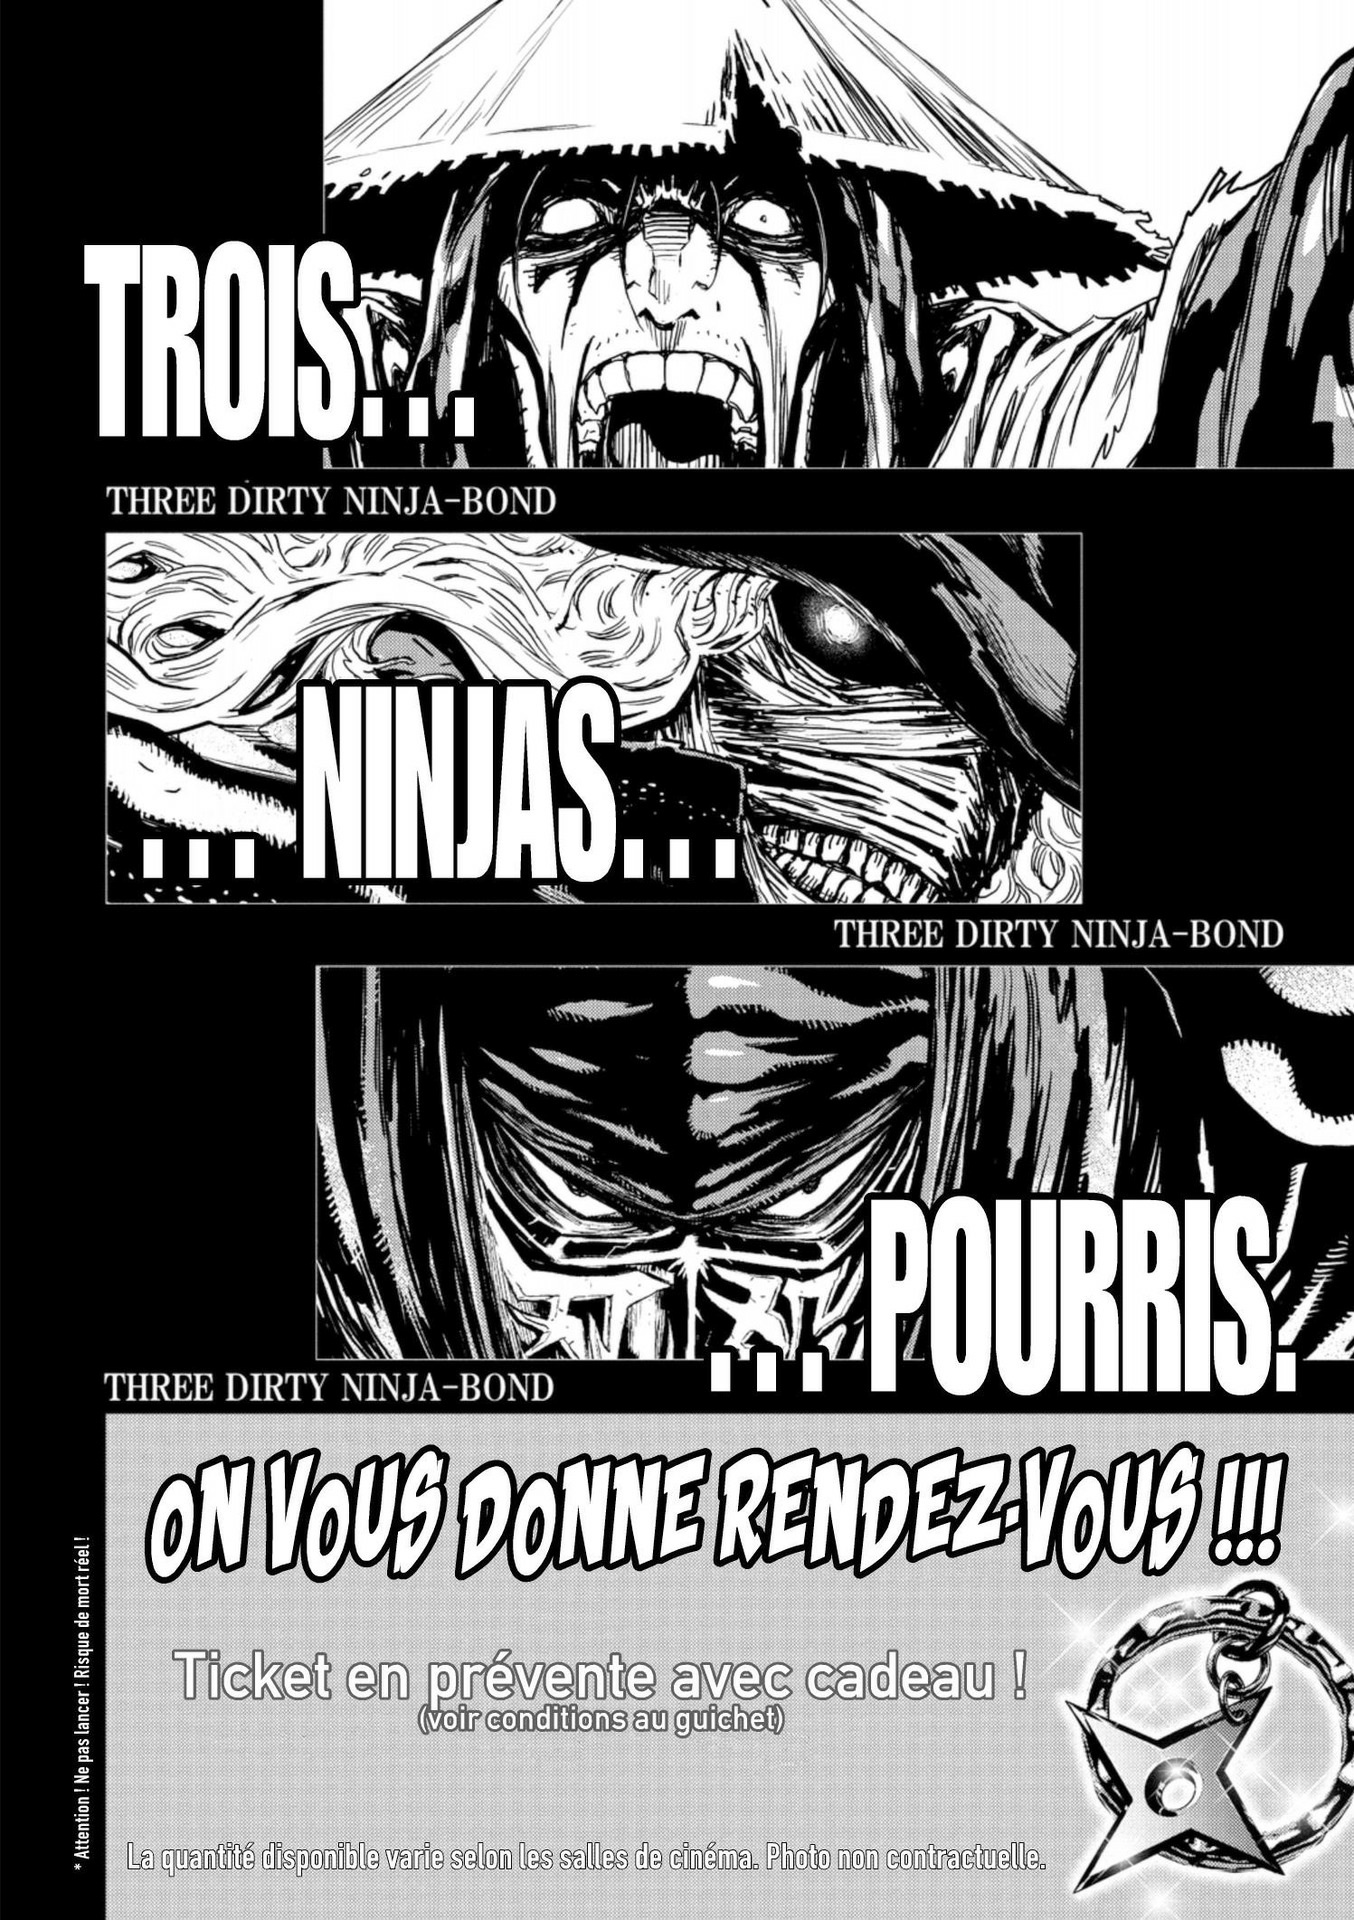 TROIS...
THREE DIRTY NINJA-BOND
... NINJAS...
THREE DIRTY NINJA-BOND
... POURRIS.
THREE DIRTY NINJA-BOND
ON VOUS DONNE RENDEZ-VOUS !!!
Ticket en prévente avec cadeau !
(voir conditions au guichet)
* Attention ! Ne pas lancer ! Risque de mort réel !
La quantité disponible varie selon les salles de cinéma. Photo non contractuelle.